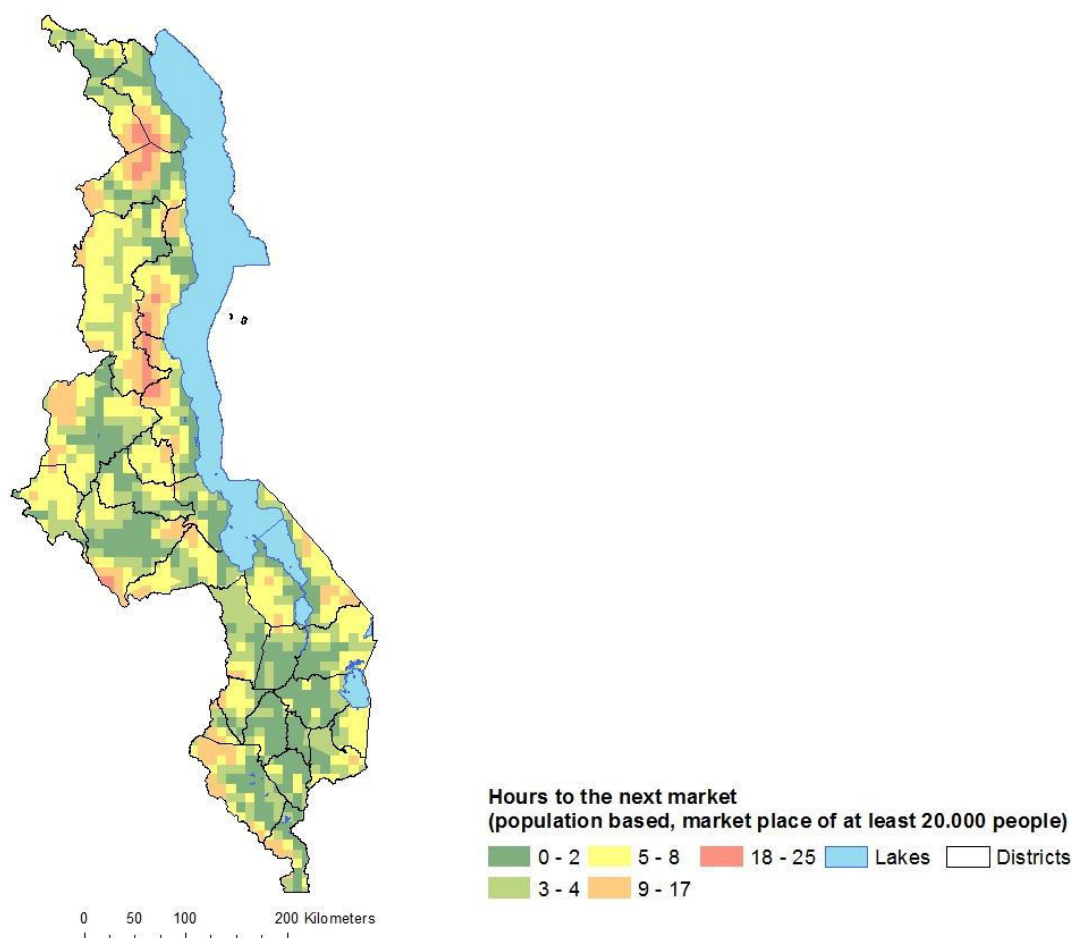 Hours to the next market
(population based, market place of at least 20.000 people)
0 - 2 5 - 8 18 - 25 Lakes Districts
3 - 4 9 - 17
0 50 100 200 Kilometers